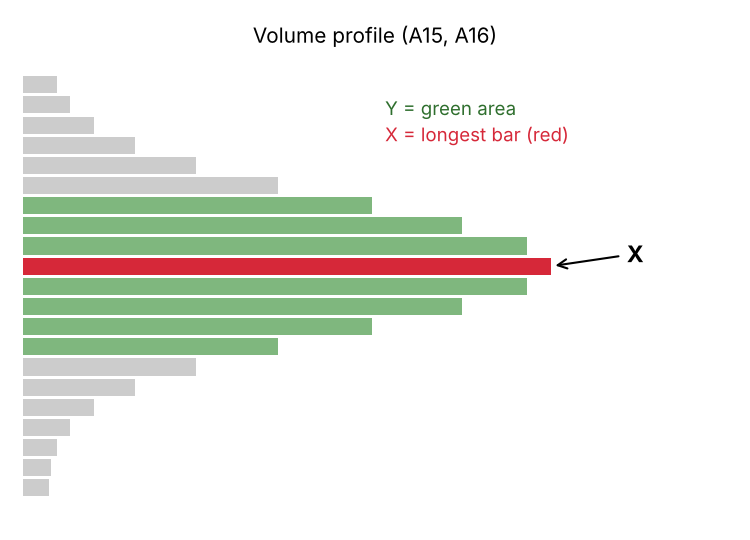 Volume profile (A15, A16)
Y = green area
X = longest bar (red)
X